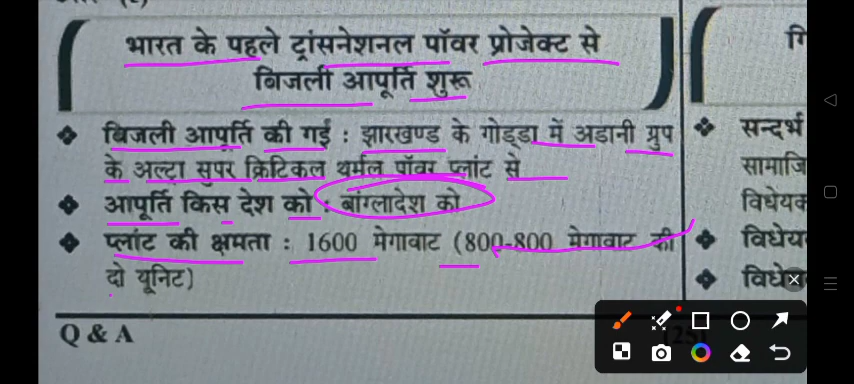 भारत के पहले ट्रांसनेशनल पॉवर प्रोजेक्ट से
बिजली आपूर्ति शुरू
❖ बिजली आपूर्ति की गई : झारखण्ड के गोड्डा में अडानी ग्रुप
के अल्ट्रा सुपर क्रिटिकल थर्मल पॉवर प्लांट से
❖ आपूर्ति किस देश को : बांग्लादेश को
❖ प्लांट की क्षमता : 1600 मेगावाट (800-800 मेगावाट की
दो यूनिट)
Q & A
❖ सन्दर्भ
सामाजि
विधेयक
❖ विधेय
❖ विधे